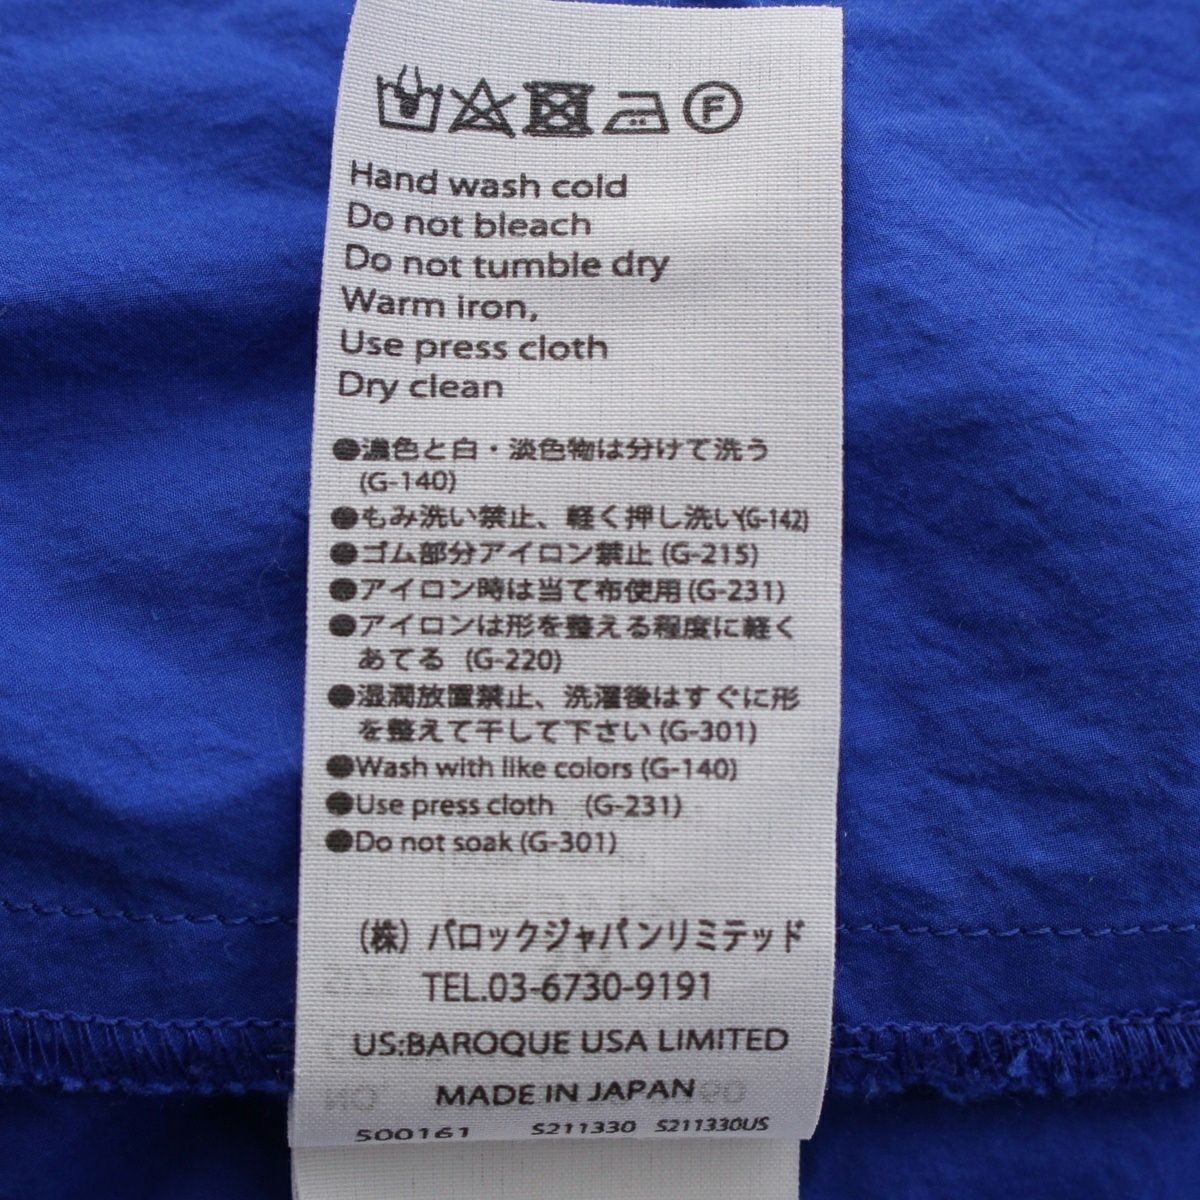 F
Hand wash cold
Do not bleach
Do not tumble dry
Warm iron,
Use press cloth
Dry clean
●濃色と白・淡色物は分けて洗う
(G-140)
●もみ洗い禁止、軽く押し洗い(G-142)
●ゴム部分アイロン禁止 (G-215)
●アイロン時は当て布使用 (G-231)
●アイロンは形を整える程度に軽く
あてる (G-220)
●湿潤放置禁止、洗濯後はすぐに形
を整えて干して下さい (G-301)
●Wash with like colors (G-140)
●Use press cloth (G-231)
●Do not soak (G-301)
(株) バロックジャパンリミテッド
TEL.03-6730-9191
US:BAROQUE USA LIMITED
MADE IN JAPAN
500161 S211330 S211330US